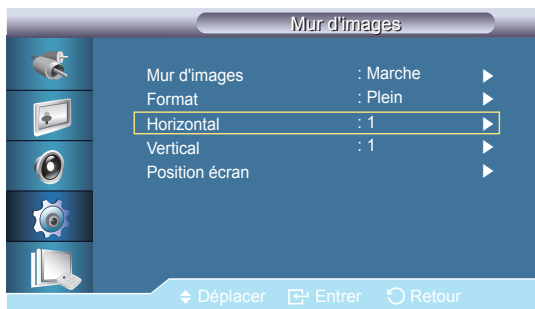 Mur d'images
Mur d'images : Marche
Format : Plein
Horizontal : 1
Vertical : 1
Position écran
Déplacer Entrer Retour